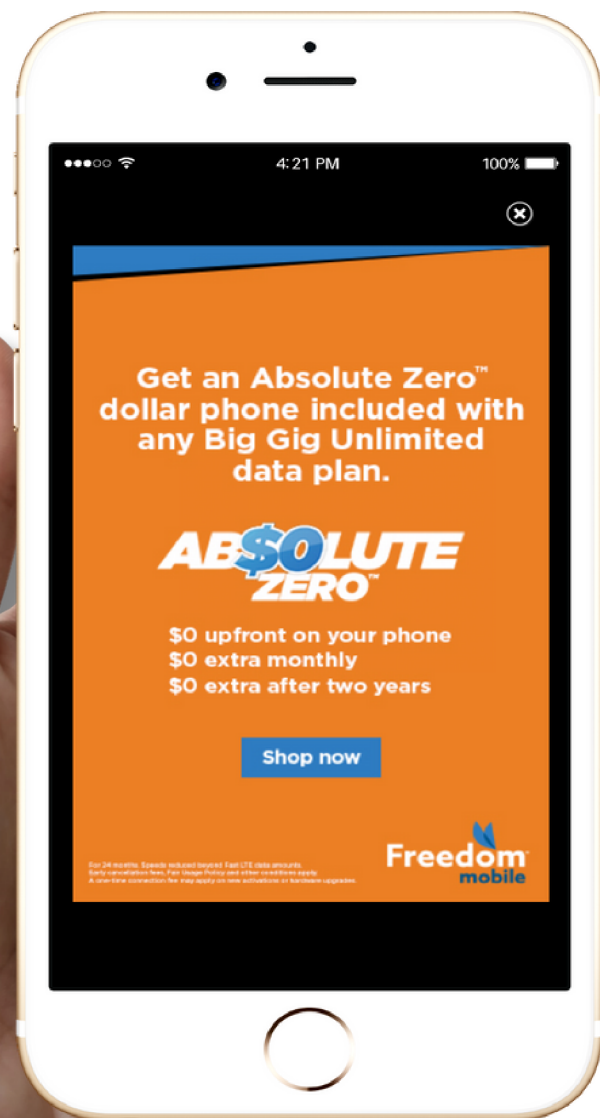 4:21 PM
100%
Get an Absolute Zero™
dollar phone included with
any Big Gig Unlimited
data plan.
AB$0LUTE
ZERO™
$0 upfront on your phone
$0 extra monthly
$0 extra after two years
Shop now
Freedom
mobile
For 24 months. Speeds reduced beyond Fast LTE data amounts.
Early cancellation fees, Fair Usage Policy and other conditions apply.
A one-time connection fee may apply on new activations or hardware upgrades.